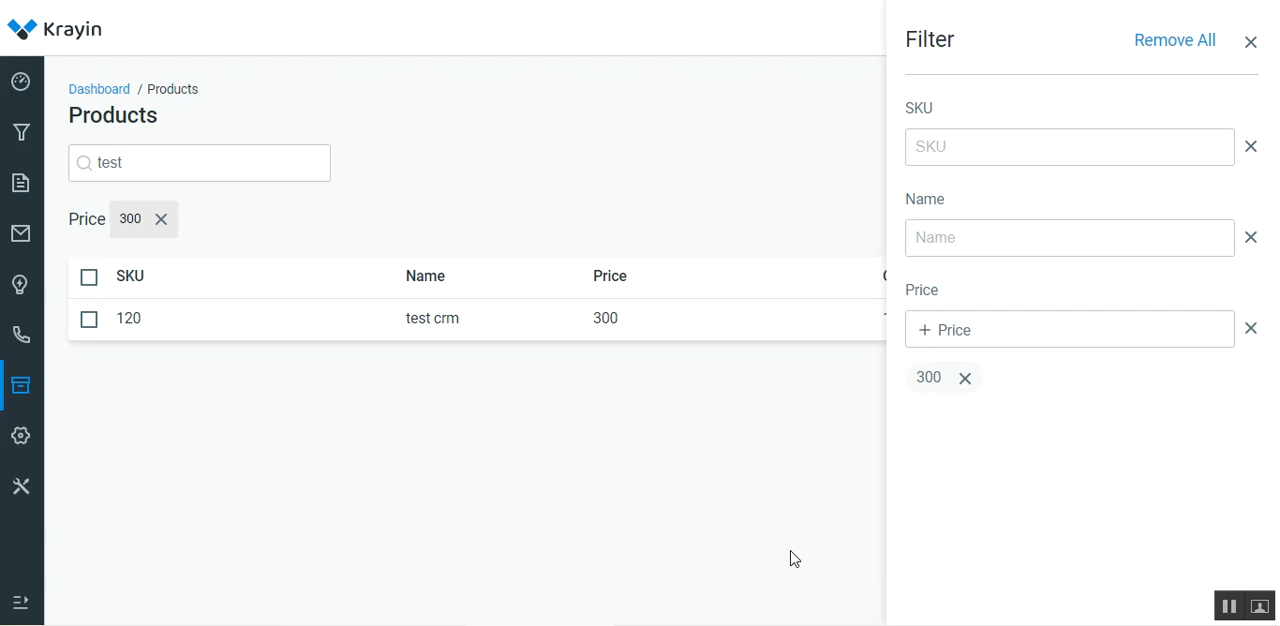 Krayin
Dashboard / Products
Products
test
Price 300
SKU Name Price
120 test crm 300
Filter
Remove All
SKU
SKU
Name
Name
Price
+ Price
300